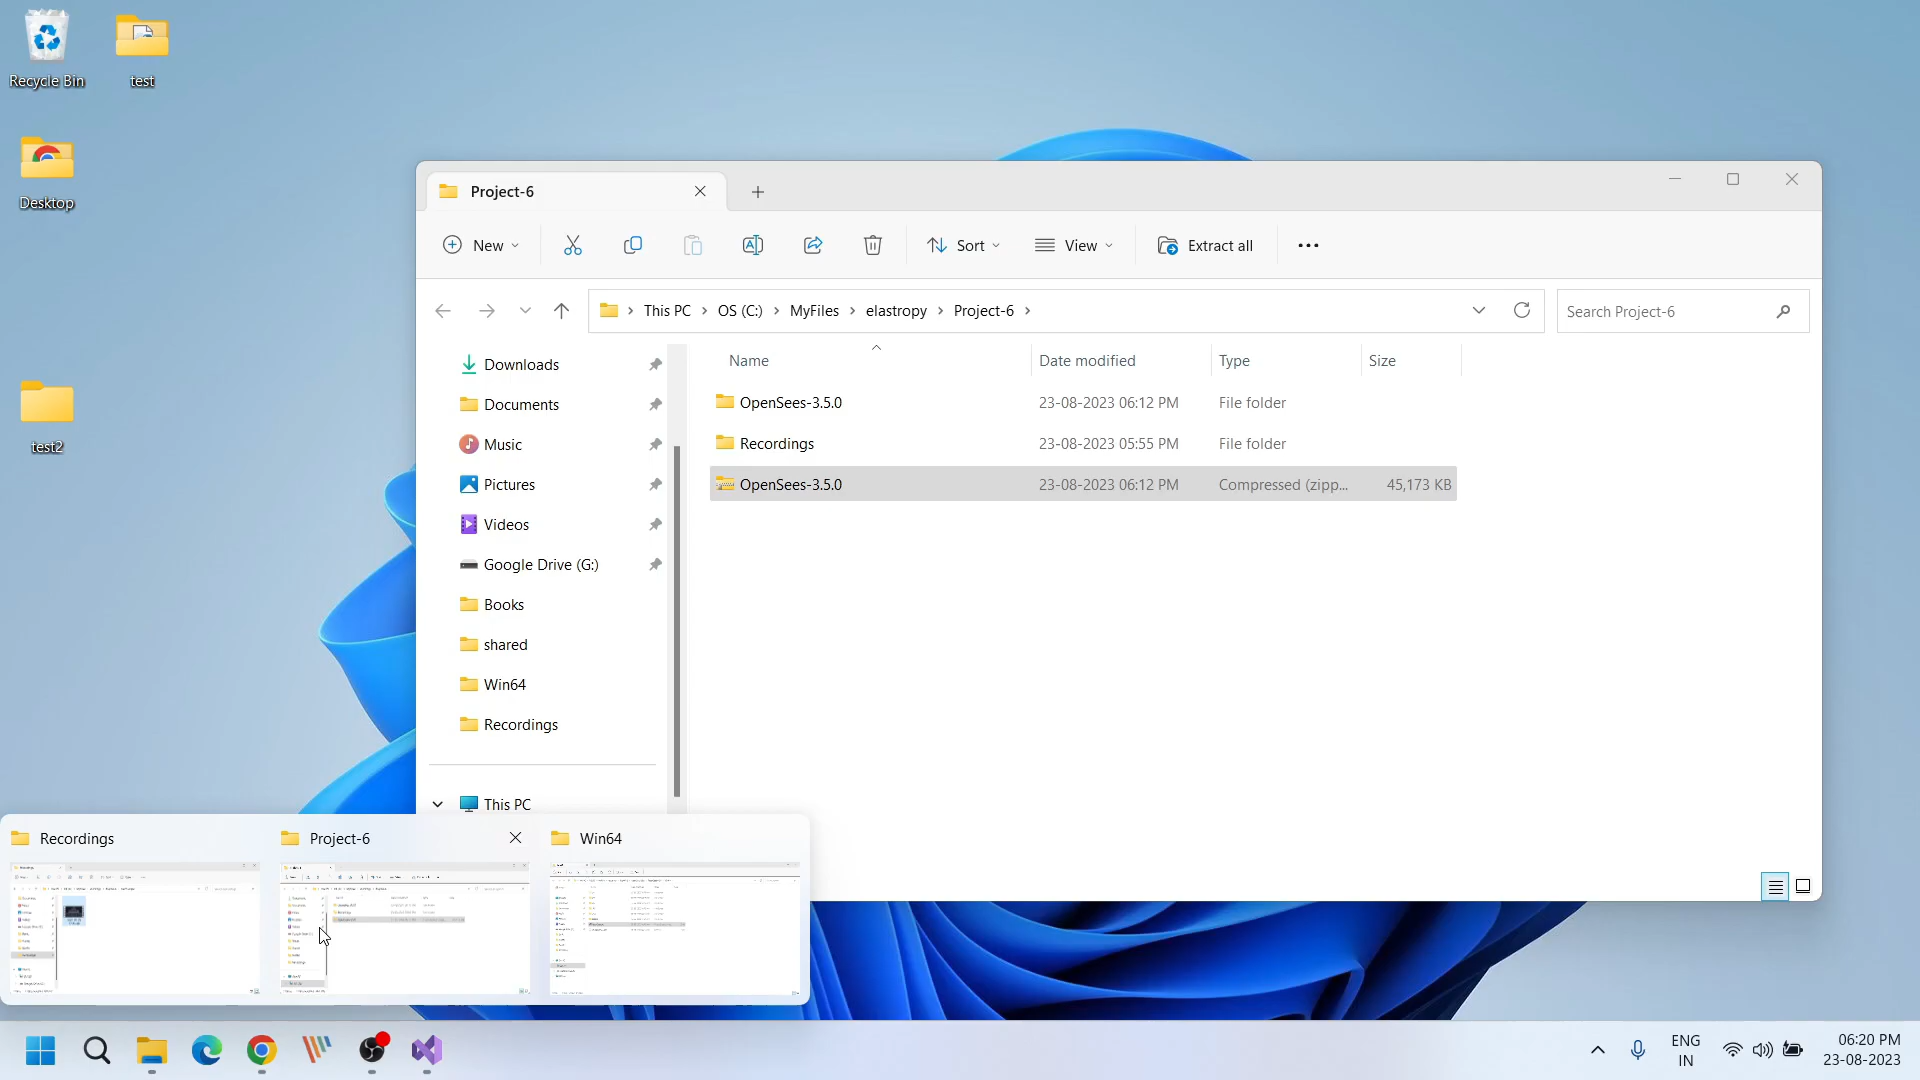 Recycle Bin
test
Desktop
test2
Project-6
New
Sort
View
Extract all
This PC
OS (C:)
MyFiles
elastropy
Project-6
Search Project-6
Downloads
Documents
Music
Pictures
Videos
Google Drive (G:)
Books
shared
Win64
Recordings
This PC
Name Date modified Type Size
OpenSees-3.5.0 23-08-2023 06:12 PM File folder
Recordings 23-08-2023 05:55 PM File folder
OpenSees-3.5.0 23-08-2023 06:12 PM Compressed (zipp... 45,173 KB
Recordings
Project-6
Win64
ENG
IN
06:20 PM
23-08-2023